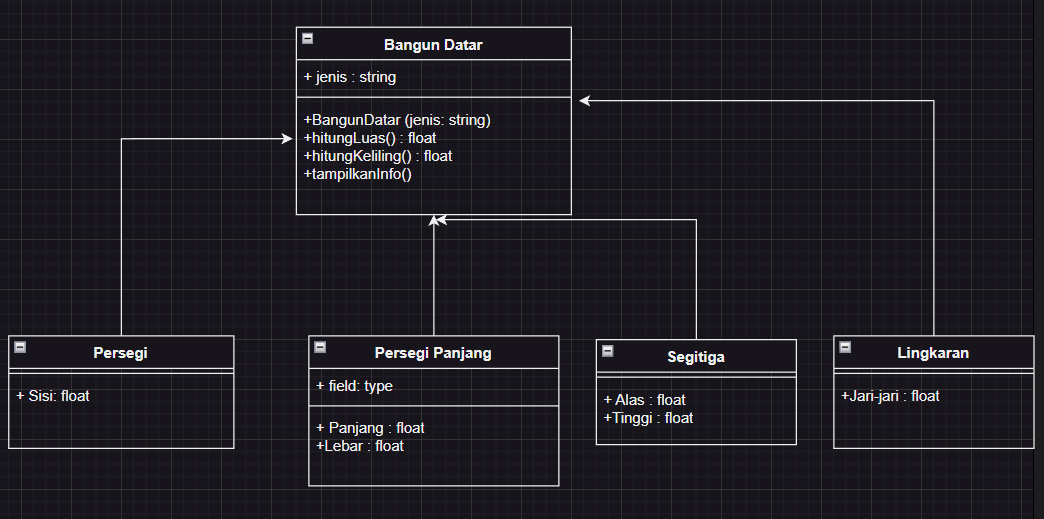 Bangun Datar
+ jenis : string
+BangunDatar (jenis: string)
+hitungLuas() : float
+hitungKeliling() : float
+tampilkanInfo()
Persegi
+ Sisi: float
Persegi Panjang
+ field: type
+ Panjang : float
+Lebar : float
Segitiga
+ Alas : float
+Tinggi : float
Lingkaran
+Jari-jari : float